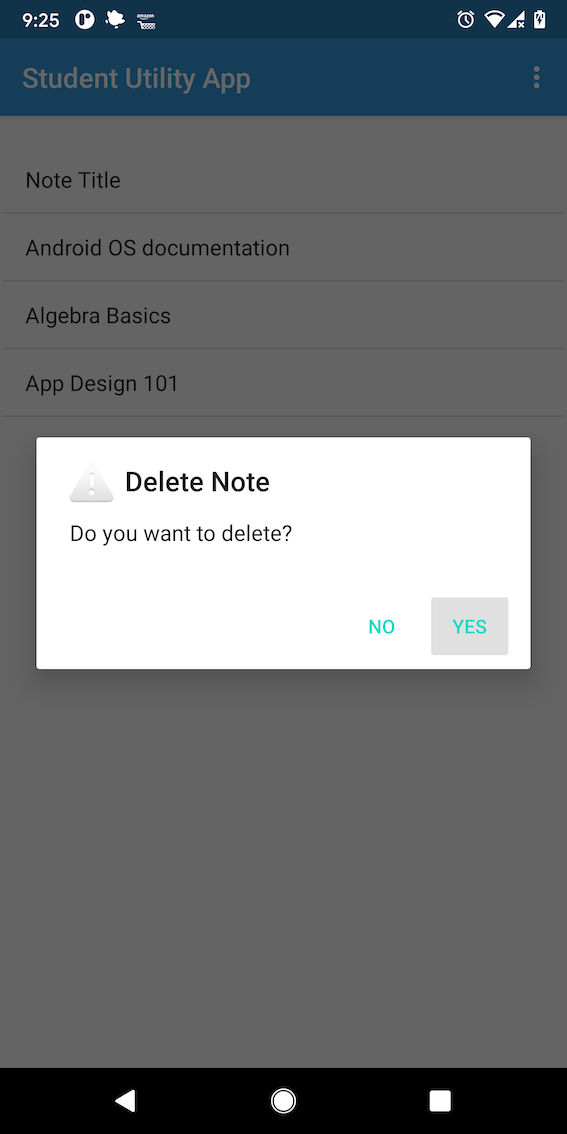 9:25
amazon
Student Utility App
Note Title
Android OS documentation
Algebra Basics
App Design 101
Delete Note
Do you want to delete?
NO YES